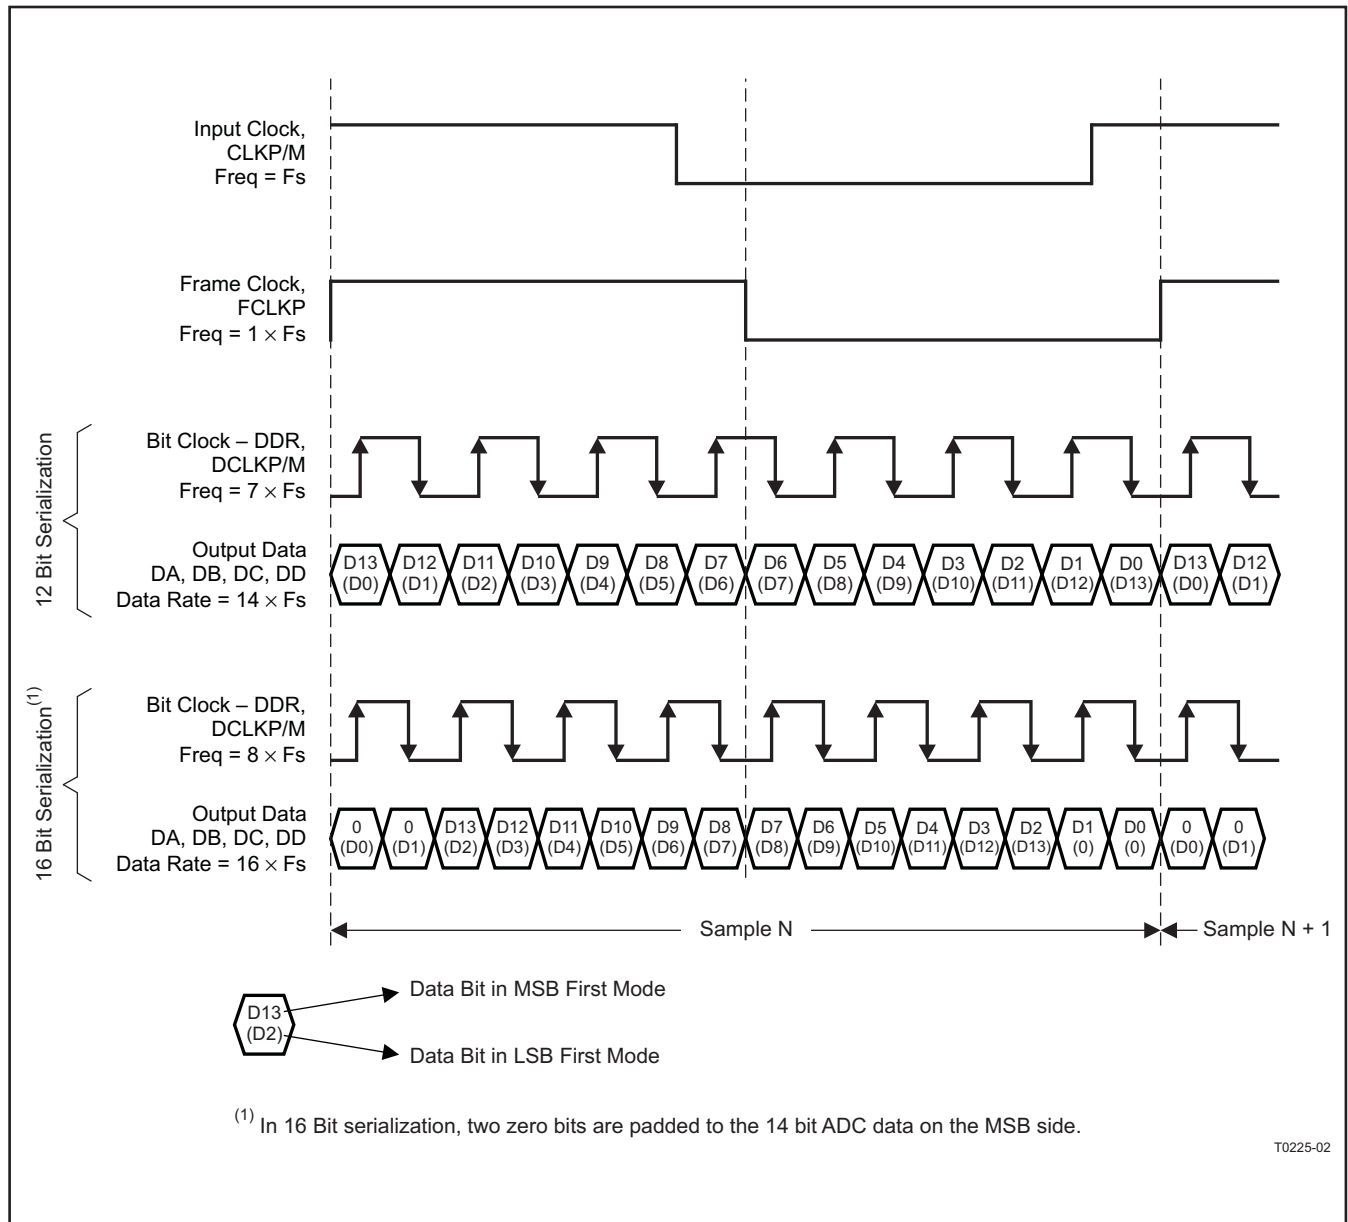 Input Clock,
CLKP/M
Freq = Fs
Frame Clock,
FCLKP
Freq = 1 × Fs
12 Bit Serialization
Bit Clock – DDR,
DCLKP/M
Freq = 7 × Fs
Output Data
DA, DB, DC, DD
Data Rate = 14 × Fs
D13 D12 D11 D10 D9 D8 D7 D6 D5 D4 D3 D2 D1 D0 D13 D12
(D0) (D1) (D2) (D3) (D4) (D5) (D6) (D7) (D8) (D9) (D10) (D11) (D12) (D13) (D0) (D1)
16 Bit Serialization(1)
Bit Clock – DDR,
DCLKP/M
Freq = 8 × Fs
Output Data
DA, DB, DC, DD
Data Rate = 16 × Fs
0 0 D13 D12 D11 D10 D9 D8 D7 D6 D5 D4 D3 D2 D1 D0 0 0
(D0) (D1) (D2) (D3) (D4) (D5) (D6) (D7) (D8) (D9) (D10) (D11) (D12) (D13) (0) (0) (D0) (D1)
Sample N
Sample N + 1
D13
(D2)
Data Bit in MSB First Mode
Data Bit in LSB First Mode
(1) In 16 Bit serialization, two zero bits are padded to the 14 bit ADC data on the MSB side.
T0225-02